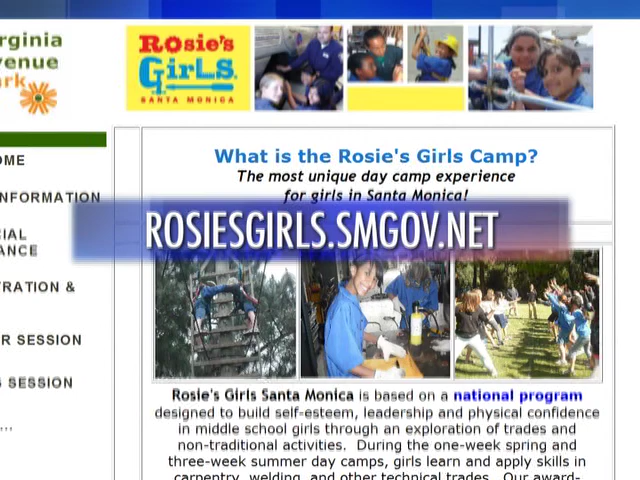 rginia
venue
ark
Rosie's
GirLS.
SANTA MONICA
OME
NFORMATION
IAL
ANCE
TRATION &
R SESSION
SESSION
...
What is the Rosie's Girls Camp?
The most unique day camp experience
for girls in Santa Monica!
ROSIESGIRLS.SMGOV.NET
Rosie's Girls Santa Monica is based on a national program
designed to build self-esteem, leadership and physical confidence
in middle school girls through an exploration of trades and
non-traditional activities. During the one-week spring and
three-week summer day camps, girls learn and apply skills in
carpentry, welding, and other technical trades. Our award-